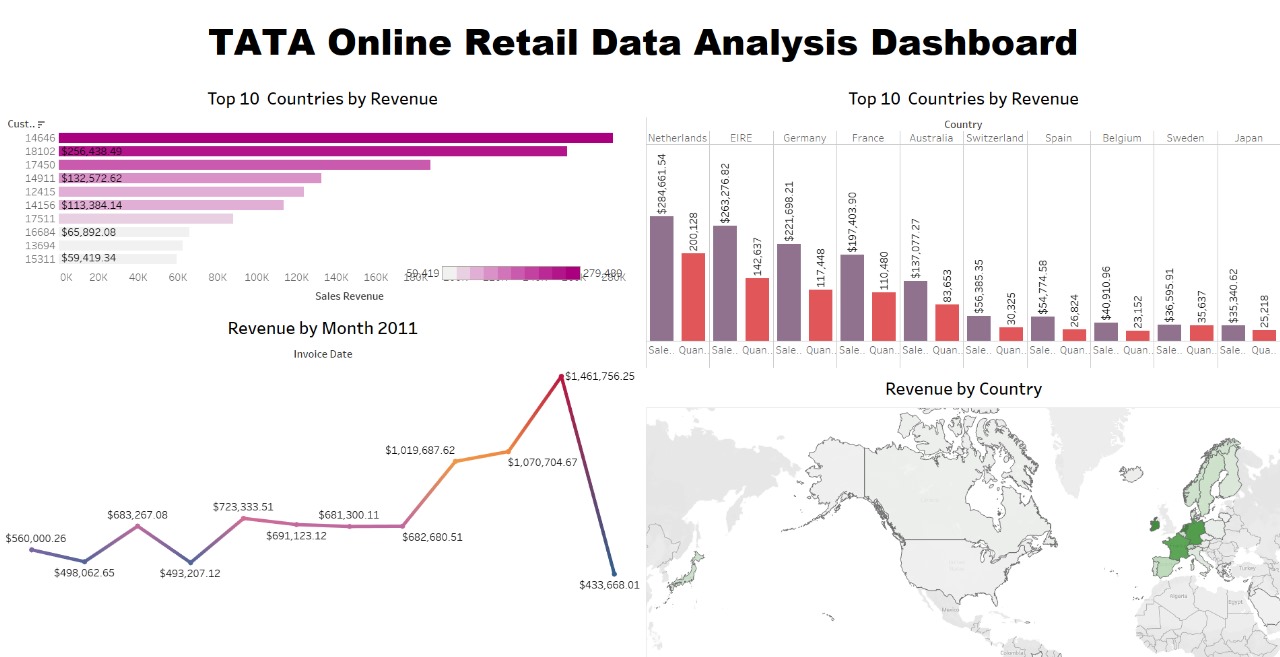 TATA Online Retail Data Analysis Dashboard
Top 10 Countries by Revenue
Cust..
14646
18102 $256,438.49
17450
14911 $132,572.62
12415
14156 $113,384.14
17511
16684 $65,892.08
13694
15311 $59,419.34
0K 20K 40K 60K 80K 100K 120K 140K 160K 180K
59,419 279,489
280K
Sales Revenue
Revenue by Month 2011
Invoice Date
$560,000.26
$498,062.65
$683,267.08
$493,207.12
$723,333.51
$691,123.12
$681,300.11
$682,680.51
$1,019,687.62
$1,070,704.67
$1,461,756.25
$433,668.01
Top 10 Countries by Revenue
Country
Netherlands EIRE Germany France Australia Switzerland Spain Belgium Sweden Japan
$284,661.54
200,128
$263,276.82
142,637
$221,698.21
117,448
$197,403.90
110,480
$137,077.27
83,653
$56,385.35
30,325
$54,774.58
26,824
$40,910.96
23,152
$36,595.91
35,637
$35,340.62
25,218
Sale.. Quan.. Sale.. Quan.. Sale.. Quan.. Sale.. Quan.. Sale.. Quan.. Sale.. Quan.. Sale.. Quan.. Sale.. Quan.. Sale.. Quan.. Sale.. Qua..
Revenue by Country
Turkey
Algeria
Egypt
Mexico